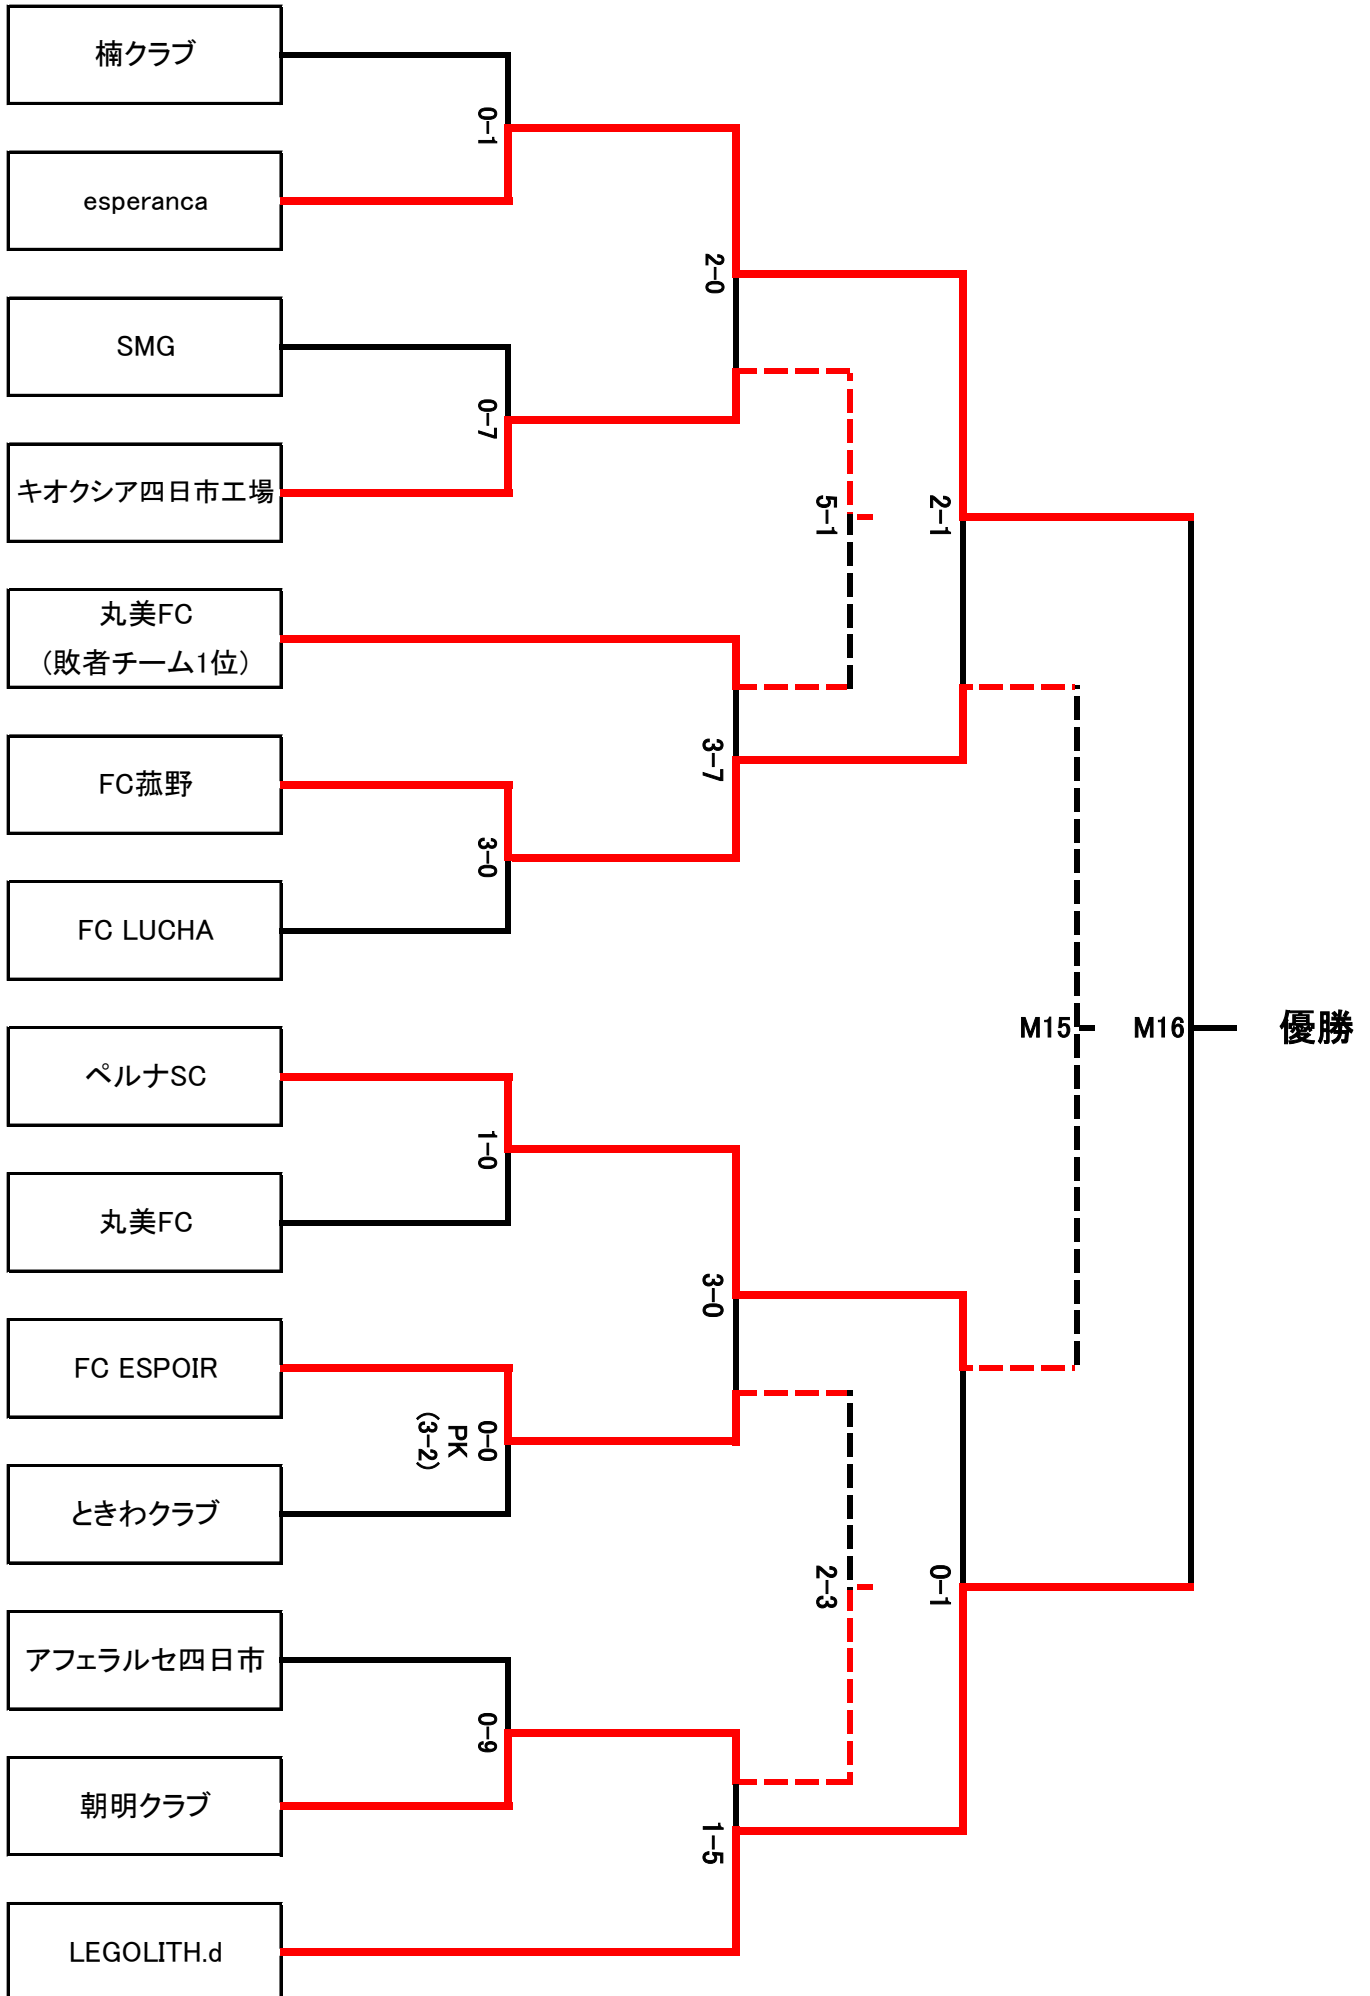 楠クラブ
0-1
esperanca
2-0
SMG
0-7
キオクシア四日市工場
5-1
2-1
丸美FC
(敗者チーム1位)
3-7
FC菰野
3-0
FC LUCHA
M15
M16
優勝
ペルナSC
1-0
丸美FC
3-0
FC ESPOIR
0-0
PK
(3-2)
ときわクラブ
2-3
0-1
アフェラルセ四日市
0-9
朝明クラブ
1-5
LEGOLITH.d